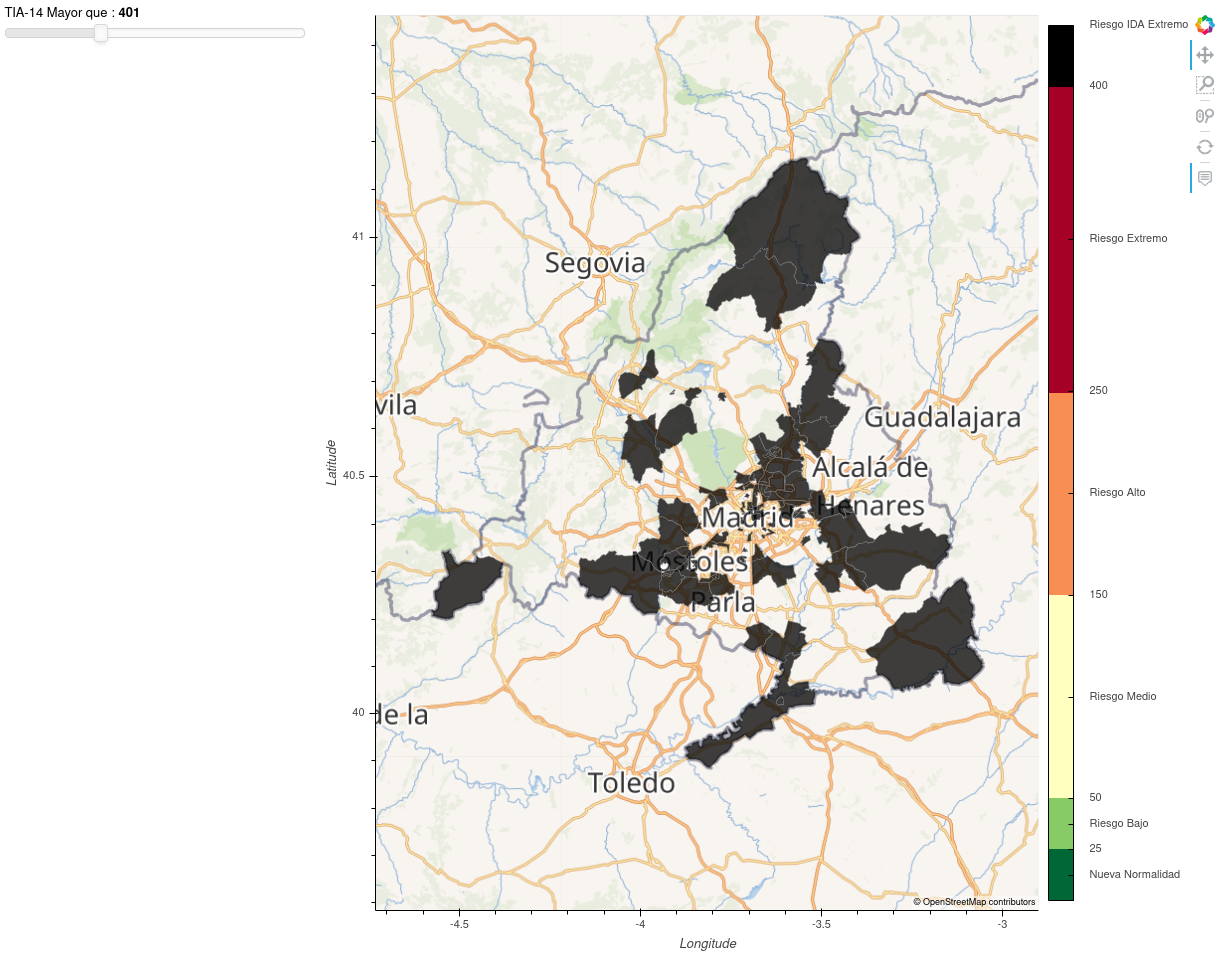 TIA-14 Mayor que : 401
Riesgo IDA Extremo
400
Riesgo Extremo
250
Riesgo Alto
150
Riesgo Medio
50
Riesgo Bajo
25
Nueva Normalidad
41
40.5
40
Latitude
Segovia
vila
Guadalajara
Alcalá de
Henares
Madrid
Móstoles
Parla
de la
Toledo
© OpenStreetMap contributors
-4.5
-4
-3.5
-3
Longitude